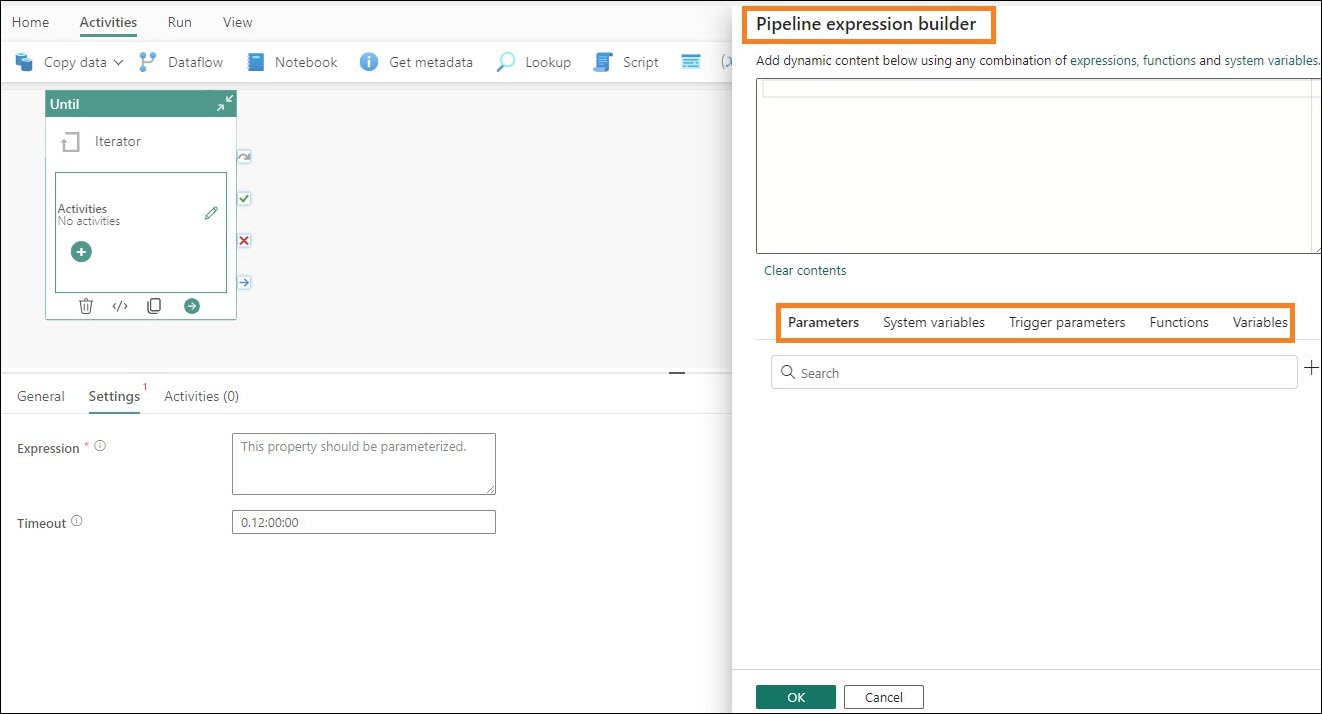 Home Activities Run View
Copy data Dataflow Notebook Get metadata Lookup Script
Until
Iterator
Activities
No activities
General Settings 1 Activities (0)
Expression *
This property should be parameterized.
Timeout
0.12:00:00
Pipeline expression builder
Add dynamic content below using any combination of expressions, functions and system variables.
Clear contents
Parameters System variables Trigger parameters Functions Variables
Search
OK Cancel